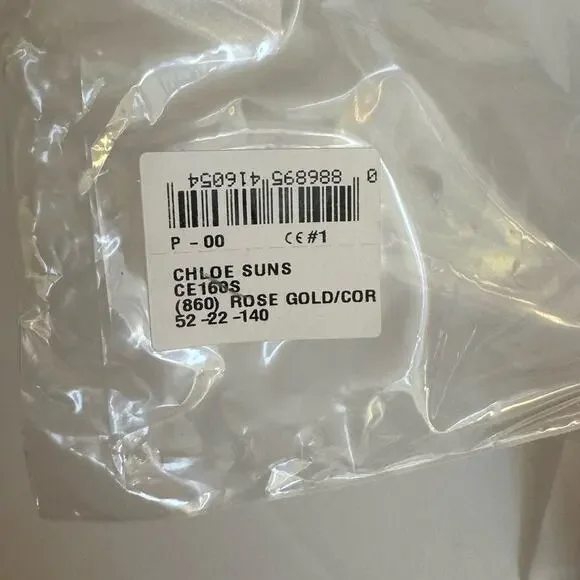 0 886895 416054
P - 00 CE #1
CHLOE SUNS
CE160S
(860) ROSE GOLD/COR
52 -22 -140